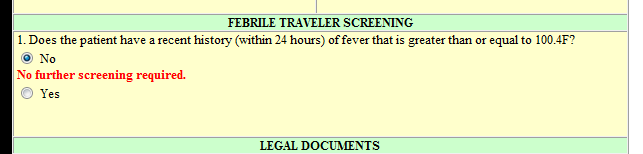 FEBRILE TRAVELER SCREENING
1. Does the patient have a recent history (within 24 hours) of fever that is greater than or equal to 100.4F?
No
No further screening required.
Yes
LEGAL DOCUMENTS